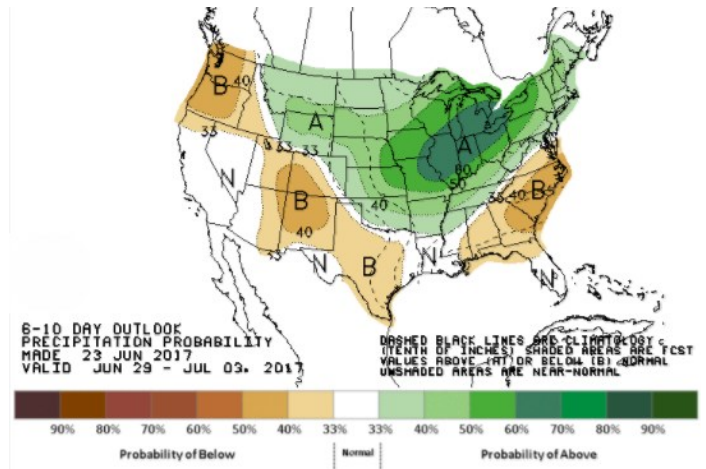 B 40
33
A
33
33
N
B
40
40
A
60
50
33 40
B
N
B
N
N
6-10 DAY OUTLOOK
PRECIPITATION PROBABILITY
MADE 23 JUN 2017
VALID JUN 29 - JUL 03, 2017
DASHED BLACK LINES ARE CLIMATOLOGY
(TENTH OF INCHES) SHADED AREAS ARE FCST
VALUES ABOVE (A) OR BELOW (B) NORMAL
UNSHADED AREAS ARE NEAR-NORMAL
90% 80% 70% 60% 50% 40% 33% 33% 40% 50% 60% 70% 80% 90%
Probability of Below Normal Probability of Above